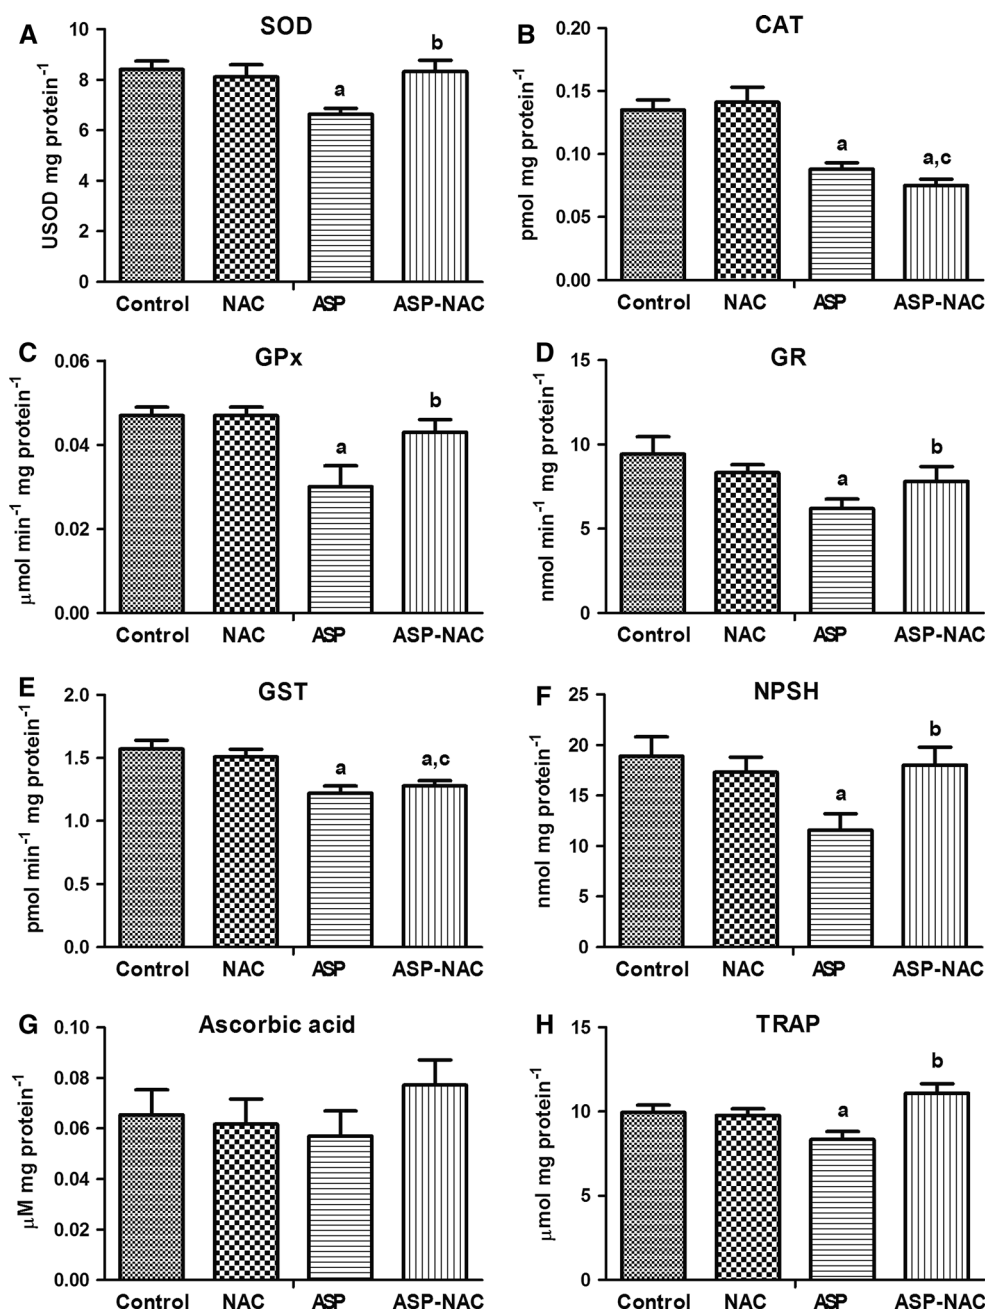 A
SOD
USOD mg protein⁻¹
10
8
6
4
2
0
a
b
Control NAC ASP ASP-NAC
B
CAT
pmol mg protein⁻¹
0.20
0.15
0.10
0.05
0.00
a
a,c
Control NAC ASP ASP-NAC
C
GPx
μmol min⁻¹ mg protein⁻¹
0.06
0.04
0.02
0.00
a
b
Control NAC ASP ASP-NAC
D
GR
nmol min⁻¹ mg protein⁻¹
15
10
5
0
a
b
Control NAC ASP ASP-NAC
E
GST
pmol min⁻¹ mg protein⁻¹
2.0
1.5
1.0
0.5
0.0
a
a,c
Control NAC ASP ASP-NAC
F
NPSH
nmol mg protein⁻¹
25
20
15
10
5
0
a
b
Control NAC ASP ASP-NAC
G
Ascorbic acid
μM mg protein⁻¹
0.10
0.08
0.06
0.04
0.02
0.00
Control NAC ASP ASP-NAC
H
TRAP
μmol mg protein⁻¹
15
10
5
0
a
b
Control NAC ASP ASP-NAC